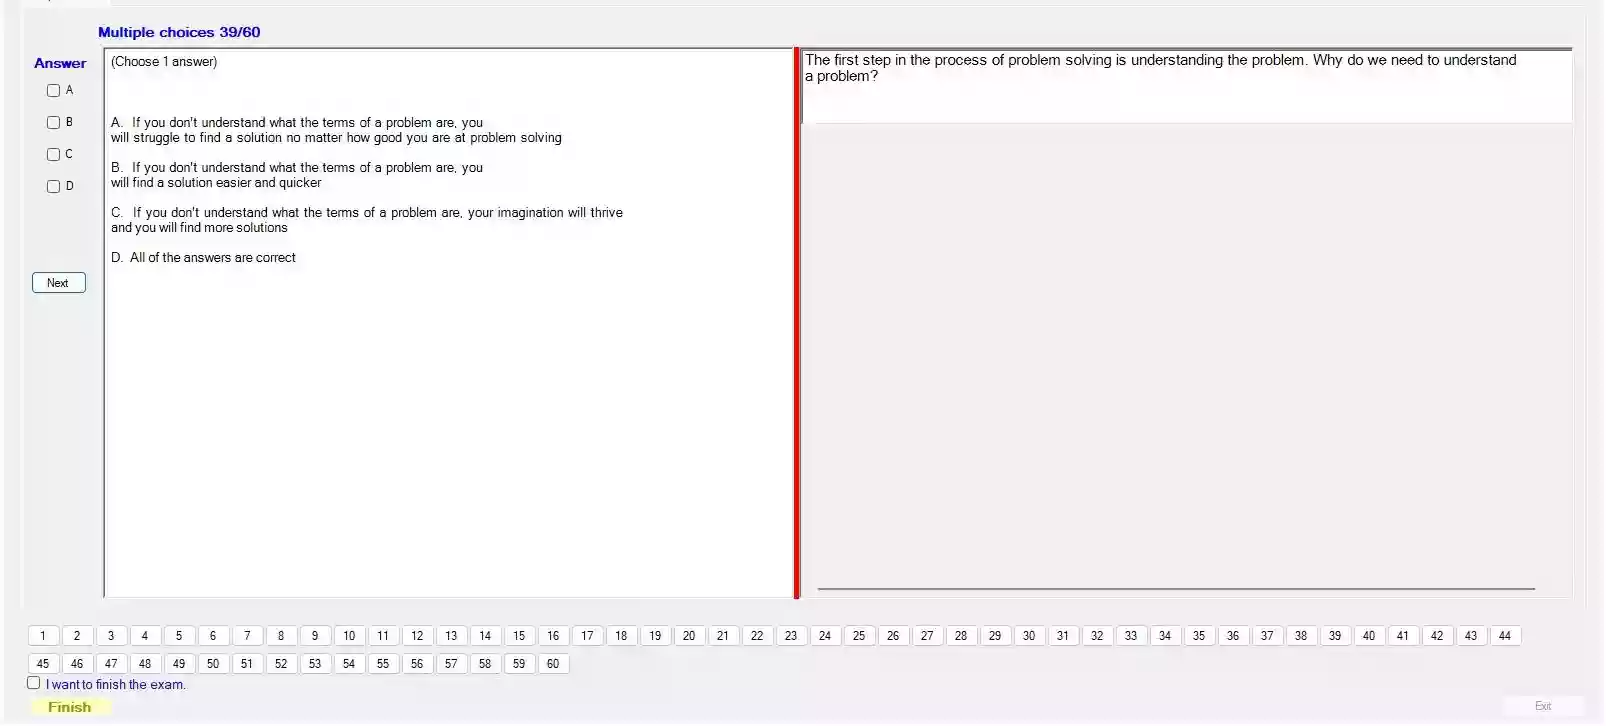 Multiple choices 39/60
Answer
A
B
C
D
Next
(Choose 1 answer)
A. If you don't understand what the terms of a problem are, you
will struggle to find a solution no matter how good you are at problem solving
B. If you don't understand what the terms of a problem are, you
will find a solution easier and quicker
C. If you don't understand what the terms of a problem are, your imagination will thrive
and you will find more solutions
D. All of the answers are correct
The first step in the process of problem solving is understanding the problem. Why do we need to understand
a problem?
1 2 3 4 5 6 7 8 9 10 11 12 13 14 15 16 17 18 19 20 21 22 23 24 25 26 27 28 29 30 31 32 33 34 35 36 37 38 39 40 41 42 43 44
45 46 47 48 49 50 51 52 53 54 55 56 57 58 59 60
I want to finish the exam.
Finish
Exit